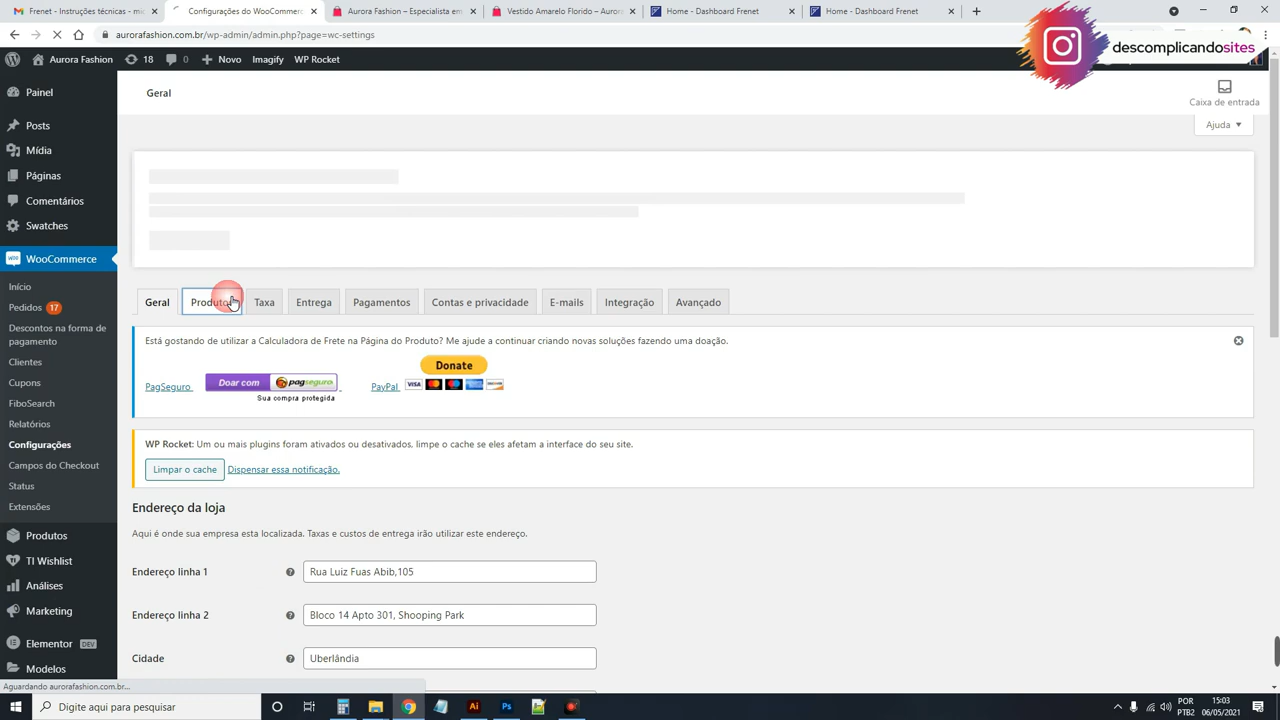 Frenet - Instruções técnicas - mic
Configurações do WooCommerce
Aurora Fashion – Especialista em
Vestido Amarelo Florido – Auror
Home - Dashboard Frenet
Home - Dashboard Frenet
aurorafashion.com.br/wp-admin/admin.php?page=wc-settings
descomplicandosites
Aurora Fashion
18
0
Novo
Imagify
WP Rocket
Painel
Posts
Mídia
Páginas
Comentários
Swatches
WooCommerce
Início
Pedidos 17
Descontos na forma de
pagamento
Clientes
Cupons
FiboSearch
Relatórios
Configurações
Campos do Checkout
Status
Extensões
Produtos
TI Wishlist
Análises
Marketing
Elementor DEV
Modelos
Geral
Caixa de entrada
Ajuda
Geral
Taxa
Entrega
Pagamentos
Contas e privacidade
E-mails
Integração
Avançado
Está gostando de utilizar a Calculadora de Frete na Página do Produto? Me ajude a continuar criando novas soluções fazendo uma doação.
PagSeguro
Doar com pagseguro
Sua compra protegida
PayPal
Donate
VISA
WP Rocket: Um ou mais plugins foram ativados ou desativados, limpe o cache se eles afetam a interface do seu site.
Limpar o cache
Dispensar essa notificação.
Endereço da loja
Aqui é onde sua empresa esta localizada. Taxas e custos de entrega irão utilizar este endereço.
Endereço linha 1
Rua Luiz Fuas Abib,105
Endereço linha 2
Bloco 14 Apto 301, Shooping Park
Cidade
Uberlândia
Aguardando aurorafashion.com.br...
Digite aqui para pesquisar
POR
PTB2
15:03
06/05/2021